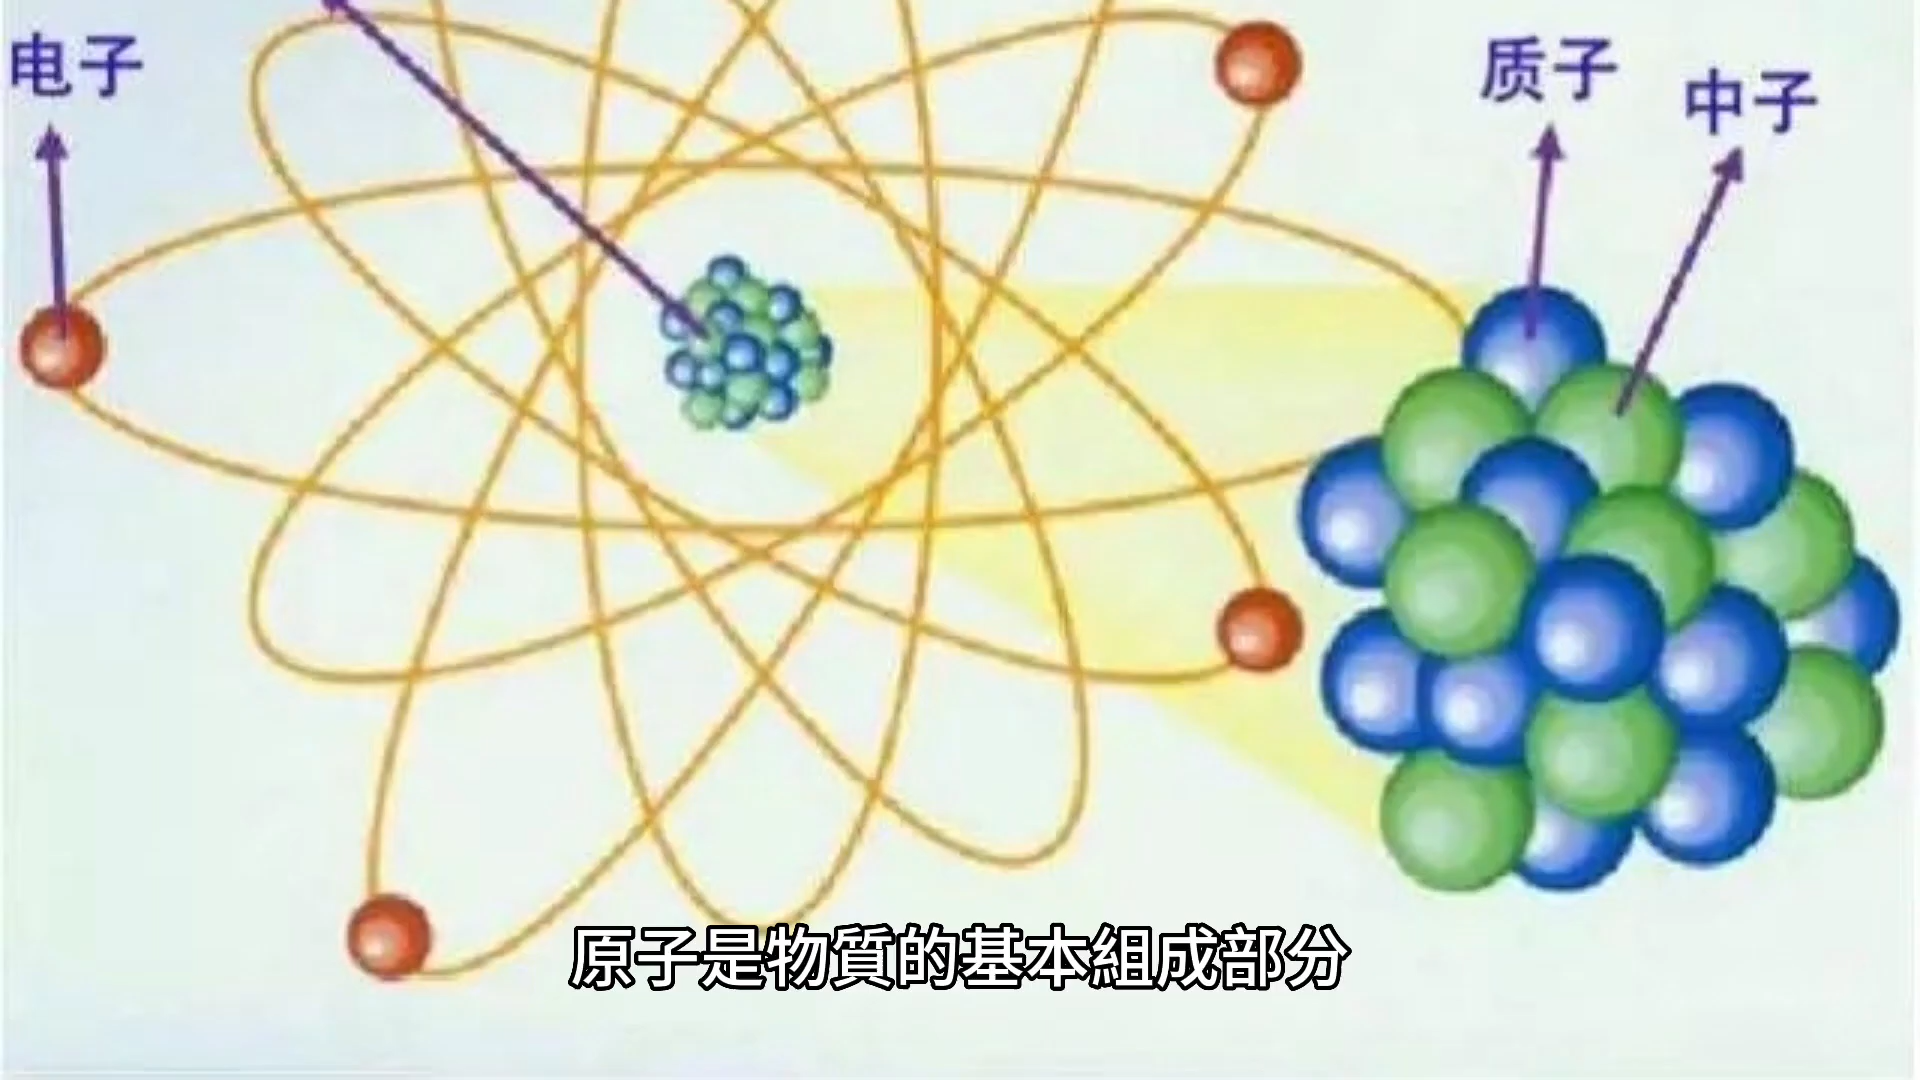 电子
质子
中子
原子是物質的基本組成部分